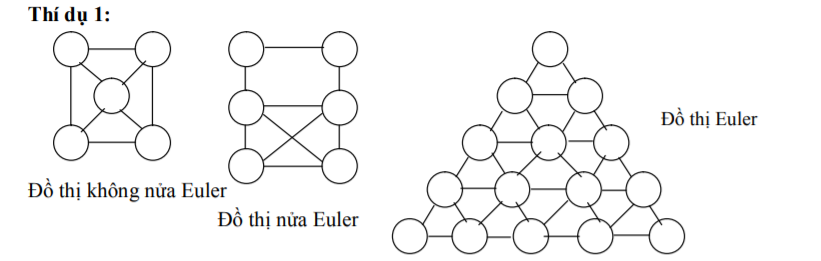 Thí dụ 1:
Đồ thị Euler
Đồ thị không nửa Euler
Đồ thị nửa Euler